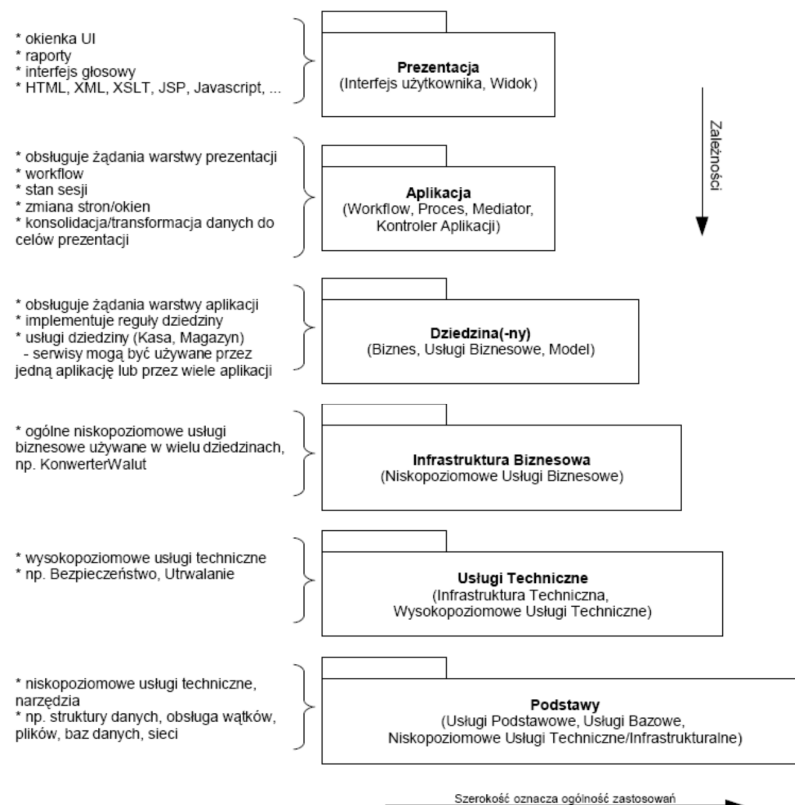 * okienka UI
* raporty
* interfejs głosowy
* HTML, XML, XSLT, JSP, Javascript, ...
Prezentacja
(Interfejs użytkownika, Widok)
Zależności
* obsługuje żądania warstwy prezentacji
* workflow
* stan sesji
* zmiana stron/okien
* konsolidacja/transformacja danych do
celów prezentacji
Aplikacja
(Workflow, Proces, Mediator,
Kontroler Aplikacji)
* obsługuje żądania warstwy aplikacji
* implementuje reguły dziedziny
* usługi dziedziny (Kasa, Magazyn)
- serwisy mogą być używane przez
jedną aplikację lub przez wiele aplikacji
Dziedzina(-ny)
(Biznes, Usługi Biznesowe, Model)
* ogólne niskopoziomowe usługi
biznesowe używane w wielu dziedzinach,
np. KonwerterWalut
Infrastruktura Biznesowa
(Niskopoziomowe Usługi Biznesowe)
* wysokopoziomowe usługi techniczne
* np. Bezpieczeństwo, Utrwalanie
Usługi Techniczne
(Infrastruktura Techniczna,
Wysokopoziomowe Usługi Techniczne)
* niskopoziomowe usługi techniczne,
narzędzia
* np. struktury danych, obsługa wątków,
plików, baz danych, sieci
Podstawy
(Usługi Podstawowe, Usługi Bazowe,
Niskopoziomowe Usługi Techniczne/Infrastrukturalne)
Szerokość oznacza ogólność zastosowań